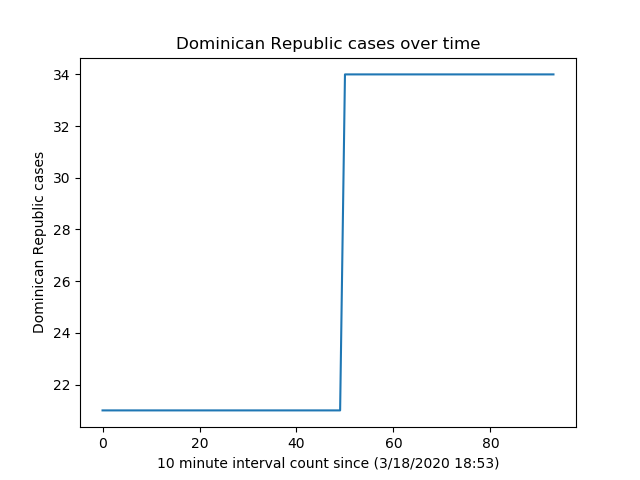 Dominican Republic cases over time
Dominican Republic cases
34
32
30
28
26
24
22
0 20 40 60 80
10 minute interval count since (3/18/2020 18:53)